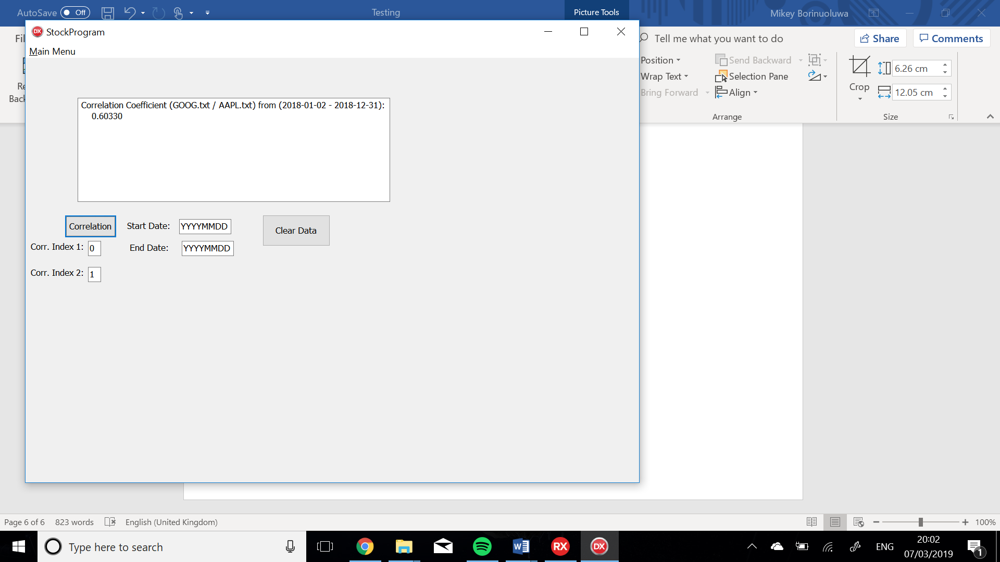 AutoSave Off Testing Picture Tools Mikey Borinuoluwa
DX StockProgram
Main Menu
Tell me what you want to do
Share
Comments
Position
Send Backward
Wrap Text
Selection Pane
Bring Forward
Align
Arrange
Crop
6.26 cm
12.05 cm
Size
Correlation Coefficient (GOOG.txt / AAPL.txt) from (2018-01-02 - 2018-12-31):
0.60330
Correlation Start Date: YYYYMMDD Clear Data
Corr. Index 1: 0 End Date: YYYYMMDD
Corr. Index 2: 1
Page 6 of 6 823 words English (United Kingdom) 100%
Type here to search
RX
DX
ENG
20:02
07/03/2019
1